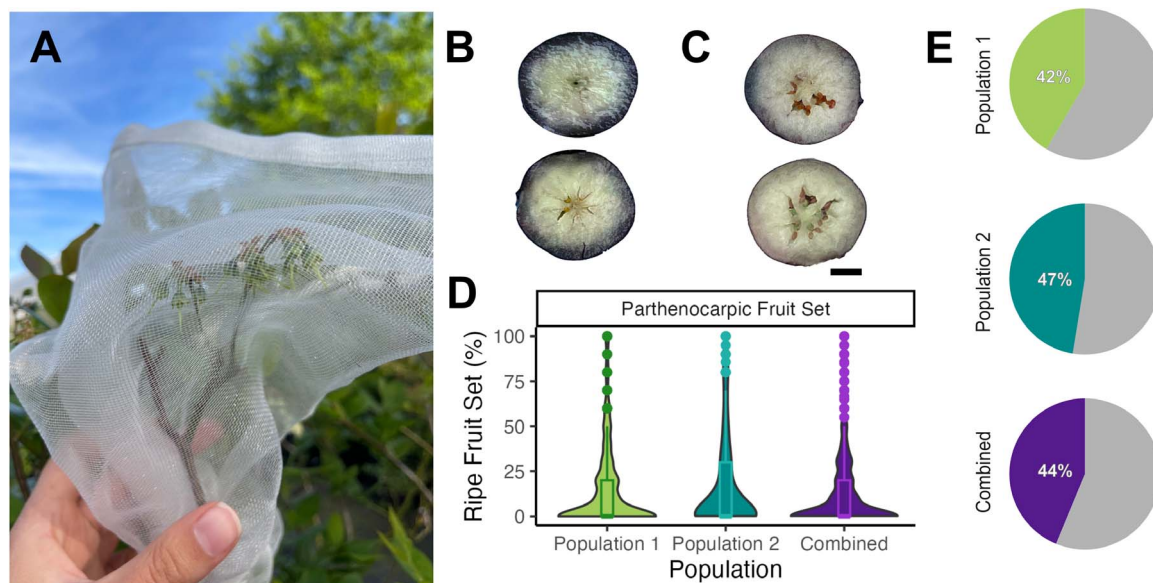 A
B
C
D
Parthenocarpic Fruit Set
Ripe Fruit Set (%)
100
75
50
25
0
Population 1
Population 2
Combined
Population
E
Population 1
42%
Population 2
47%
Combined
44%